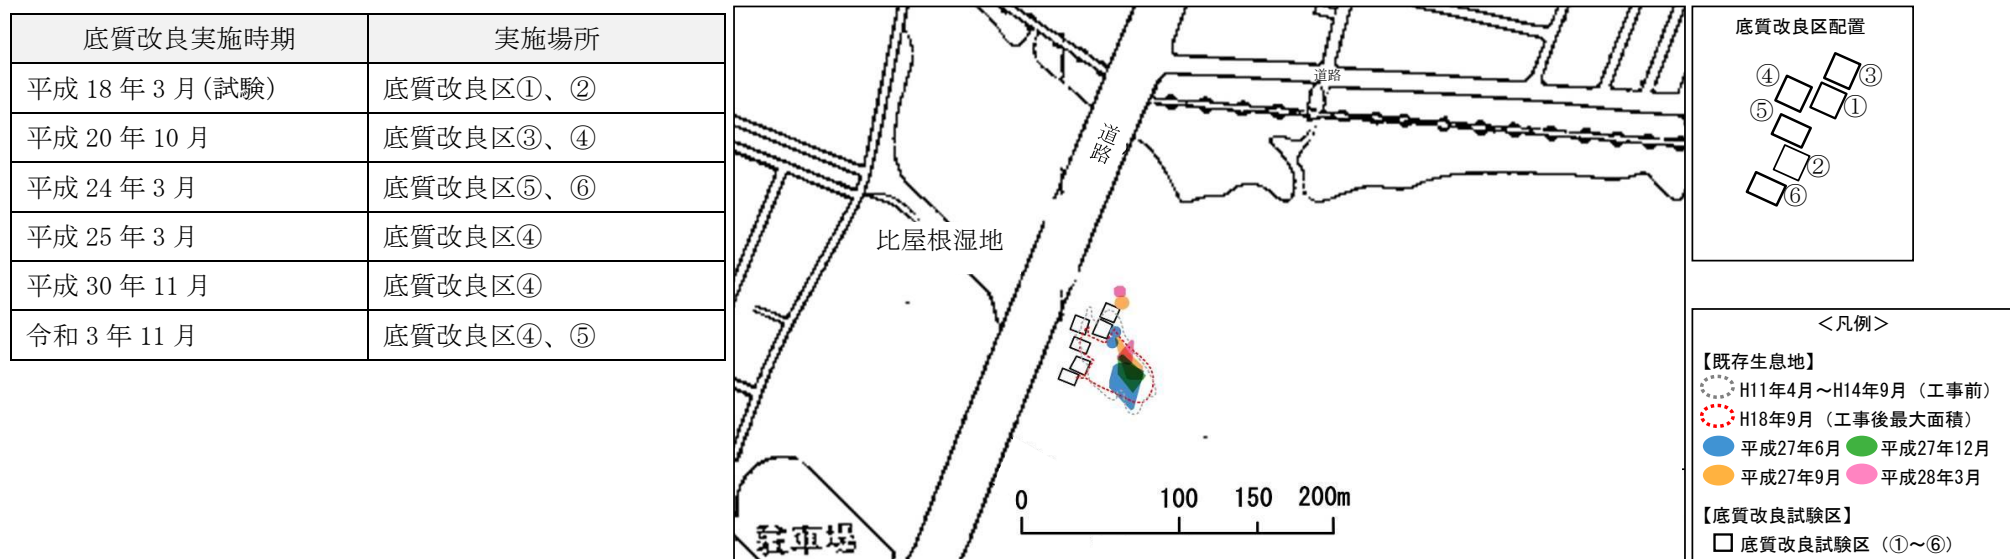 底質改良実施時期 実施場所
平成 18 年 3 月(試験) 底質改良区①、②
平成 20 年 10 月 底質改良区③、④
平成 24 年 3 月 底質改良区⑤、⑥
平成 25 年 3 月 底質改良区④
平成 30 年 11 月 底質改良区④
令和 3 年 11 月 底質改良区④、⑤
道路
道路
比屋根湿地
駐車場
0 100 150 200m
底質改良区配置
④ ③
⑤ ①
②
⑥
＜凡例＞
【既存生息地】
H11年4月～H14年9月（工事前）
H18年9月（工事後最大面積）
平成27年6月 平成27年12月
平成27年9月 平成28年3月
【底質改良試験区】
底質改良試験区（①～⑥）